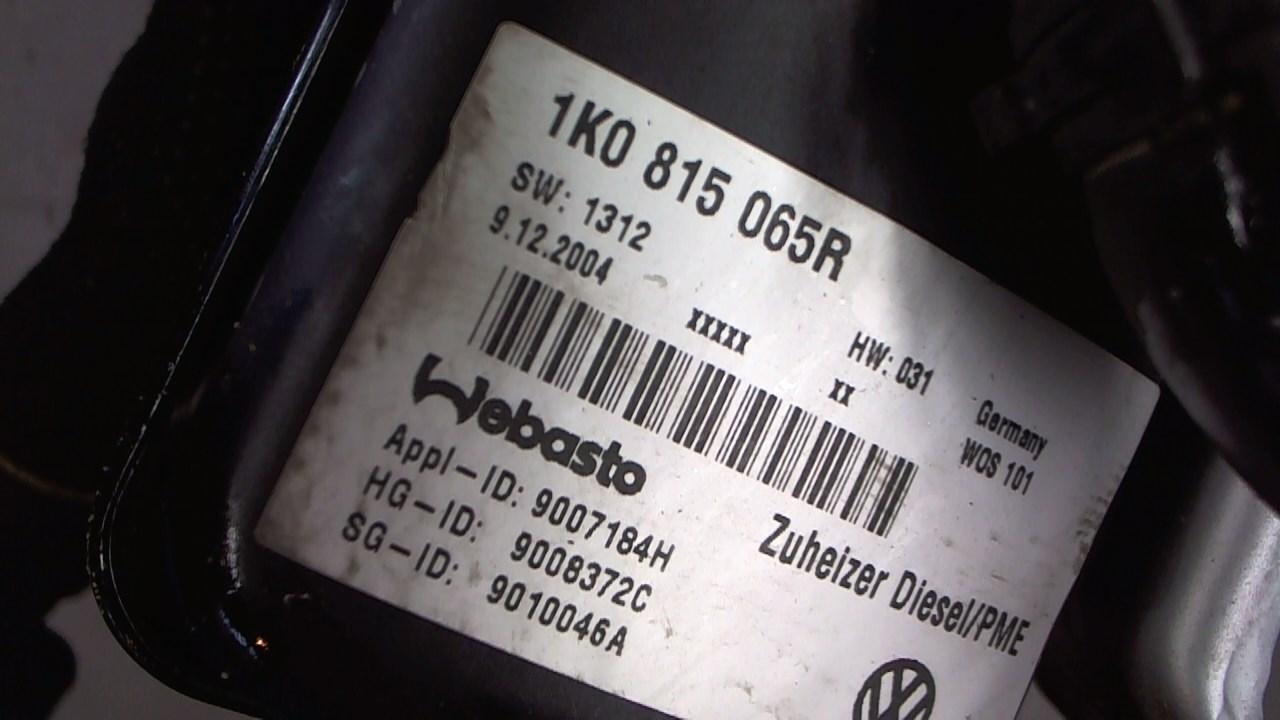 1K0 815 065R
SW: 1312
HW: 031
Germany
9.12.2004
xxxxx
xx
WOS 101
Webasto
Zuheizer Diesel/PME
Appl-ID: 9007184H
HG-ID: 9008372C
SG-ID: 9010046A